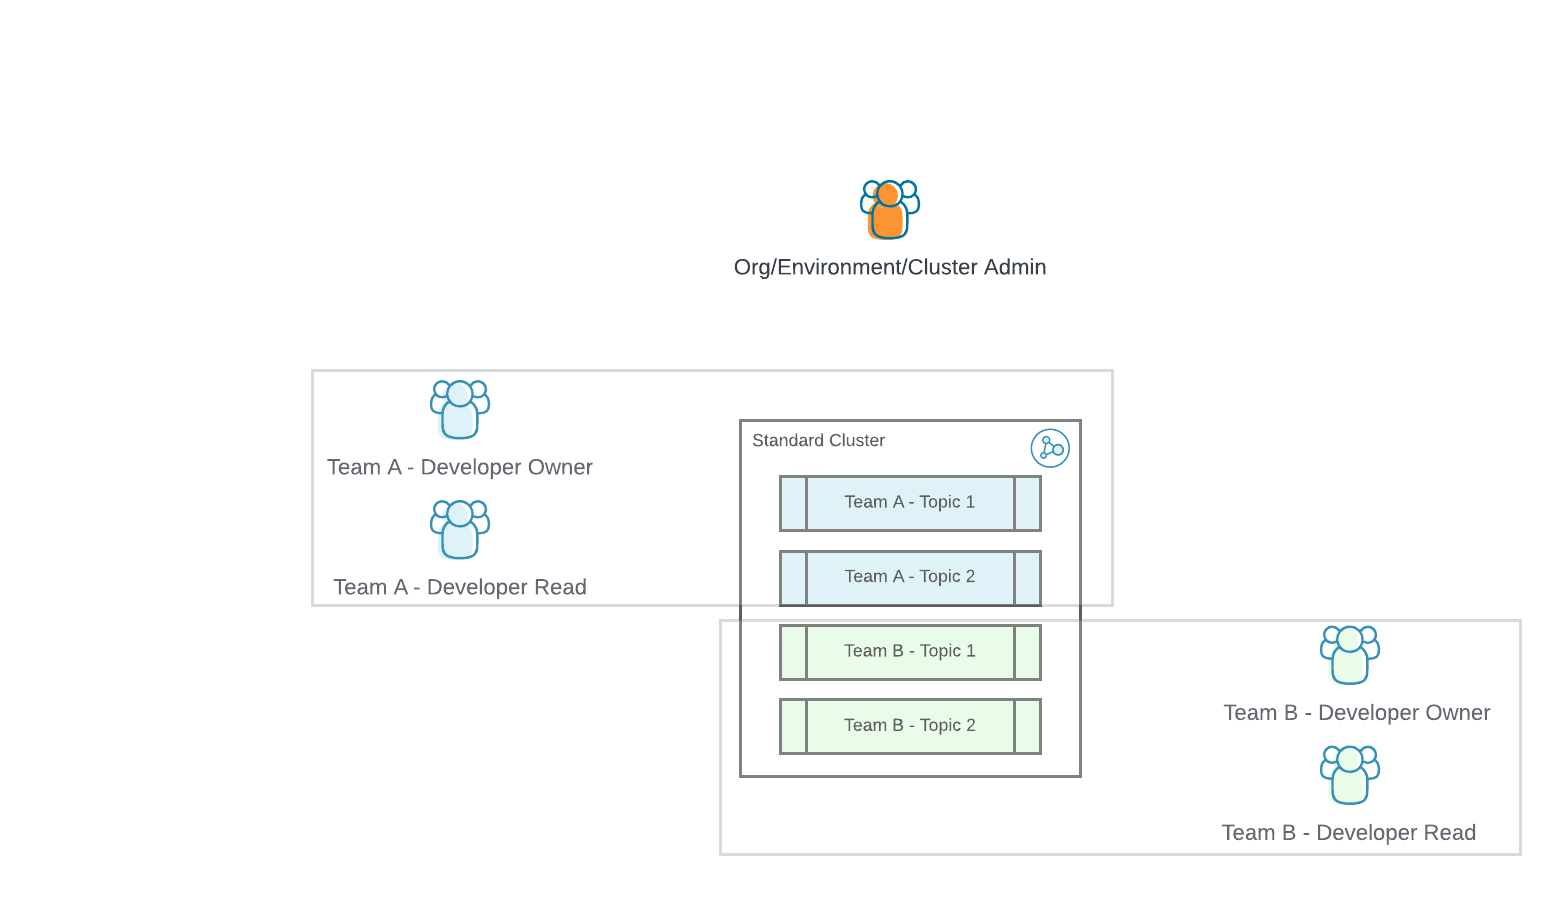 Org/Environment/Cluster Admin
Team A - Developer Owner
Team A - Developer Read
Standard Cluster
Team A - Topic 1
Team A - Topic 2
Team B - Topic 1
Team B - Topic 2
Team B - Developer Owner
Team B - Developer Read